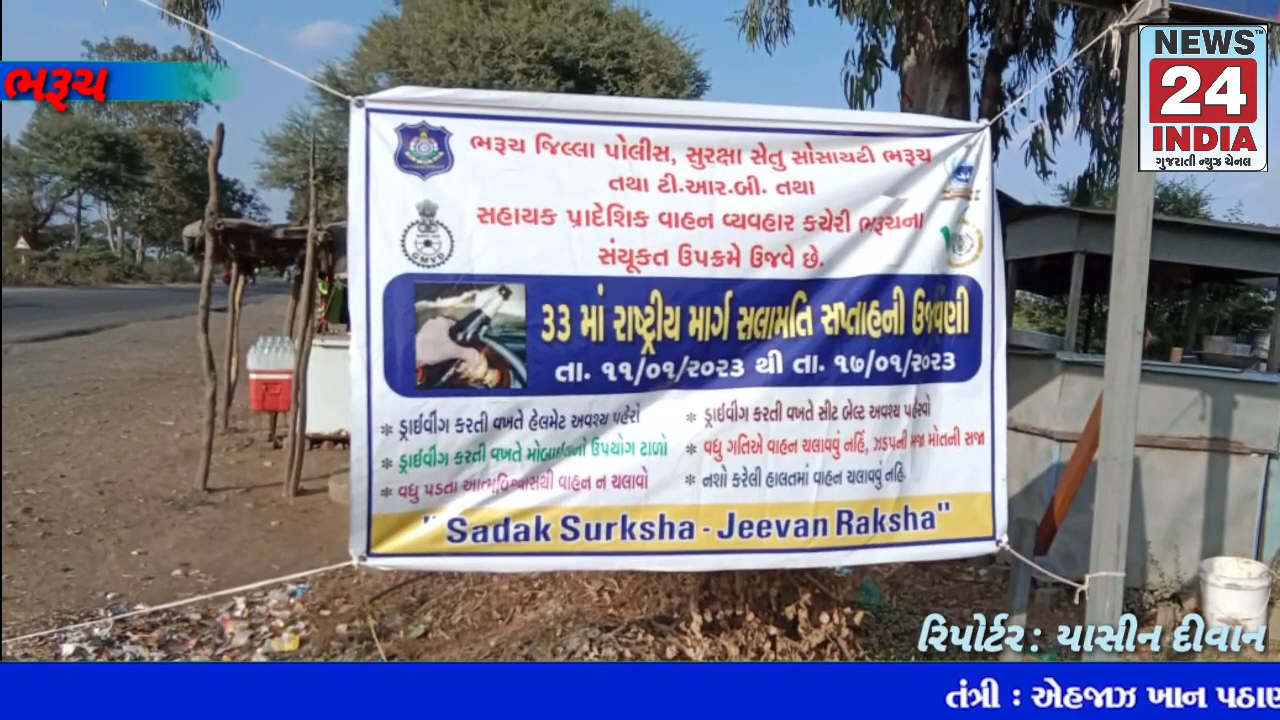 ભરૂચ
NEWS
24
INDIA
ગુજરાતી ન્યુઝ ચેનલ
ભરૂચ જિલ્લા પોલીસ, સુરક્ષા સેતુ સોસાયટી ભરૂચ
તથા ટી.આર.બી. તથા
સહાયક પ્રાદેશિક વાહન વ્યવહાર કચેરી ભરૂચના
સંયૂકત ઉપક્રમે ઉજવે છે.
GMVD
૩૩ માં રાષ્ટ્રીય માર્ગ સલામતિ સપ્તાહની ઉજવણી
તા. ૧૧/૦૧/૨૦૨૩ થી તા. ૧૭/૦૧/૨૦૨૩
* ડ્રાઈવીગ કરતી વખતે હેલમેટ અવશ્ય પહેરો
* ડ્રાઈવીગ કરતી વખતે સીટ બેલ્ટ અવશ્ય પહેરવો
* ડ્રાઈવીગ કરતી વખતે મોબાઈલનો ઉપયોગ ટાળો
* વધુ ગતિએ વાહન ચલાવવું નહિં, ઝડપની મજા મોતની સજા
* વધુ પડતા આત્મવિશ્વાસથી વાહન ન ચલાવો
* નશો કરેલી હાલતમાં વાહન ચલાવવું નહિ.
" Sadak Surksha - Jeevan Raksha"
રિપોર્ટર : યાસીન દીવાન
તંત્રી : એહજાઝ ખાન પઠાણ